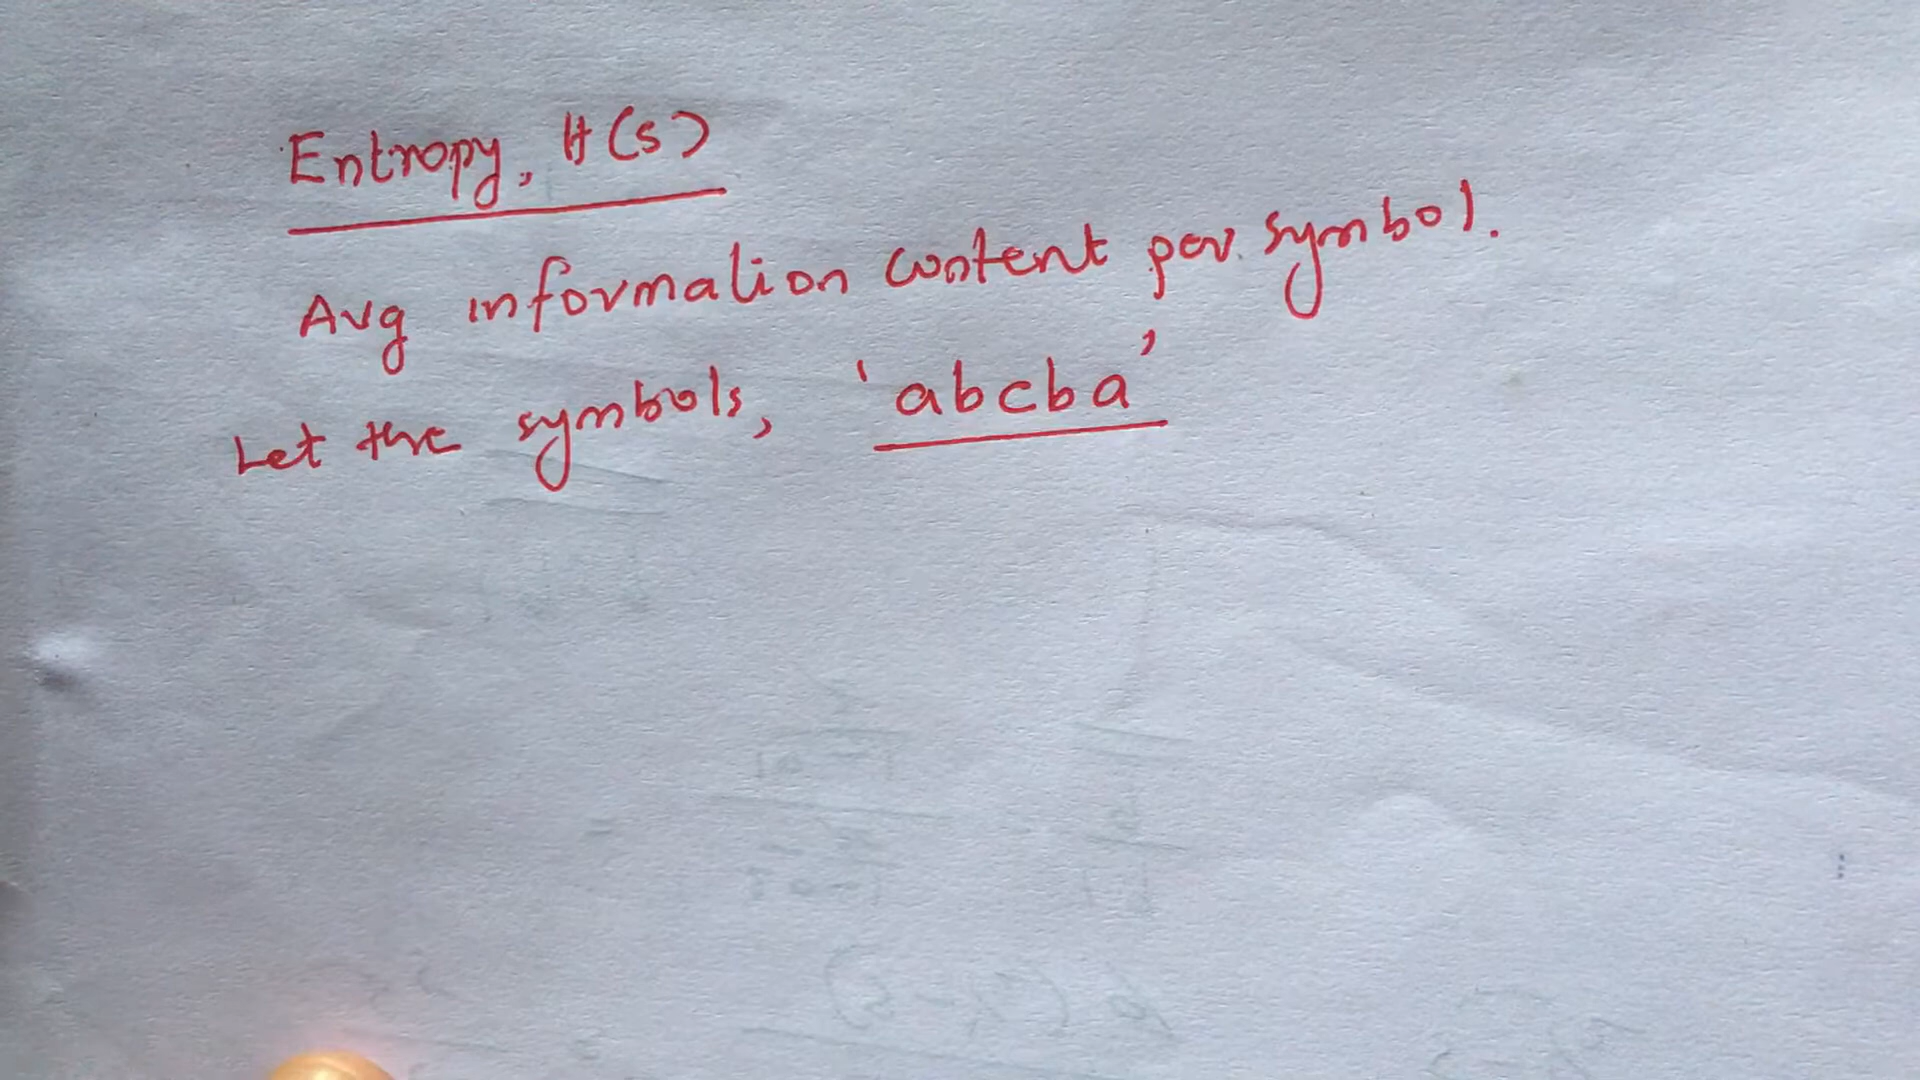 Entropy, H(s)
Avg information content per symbol.
Let the symbols, 'abcba'